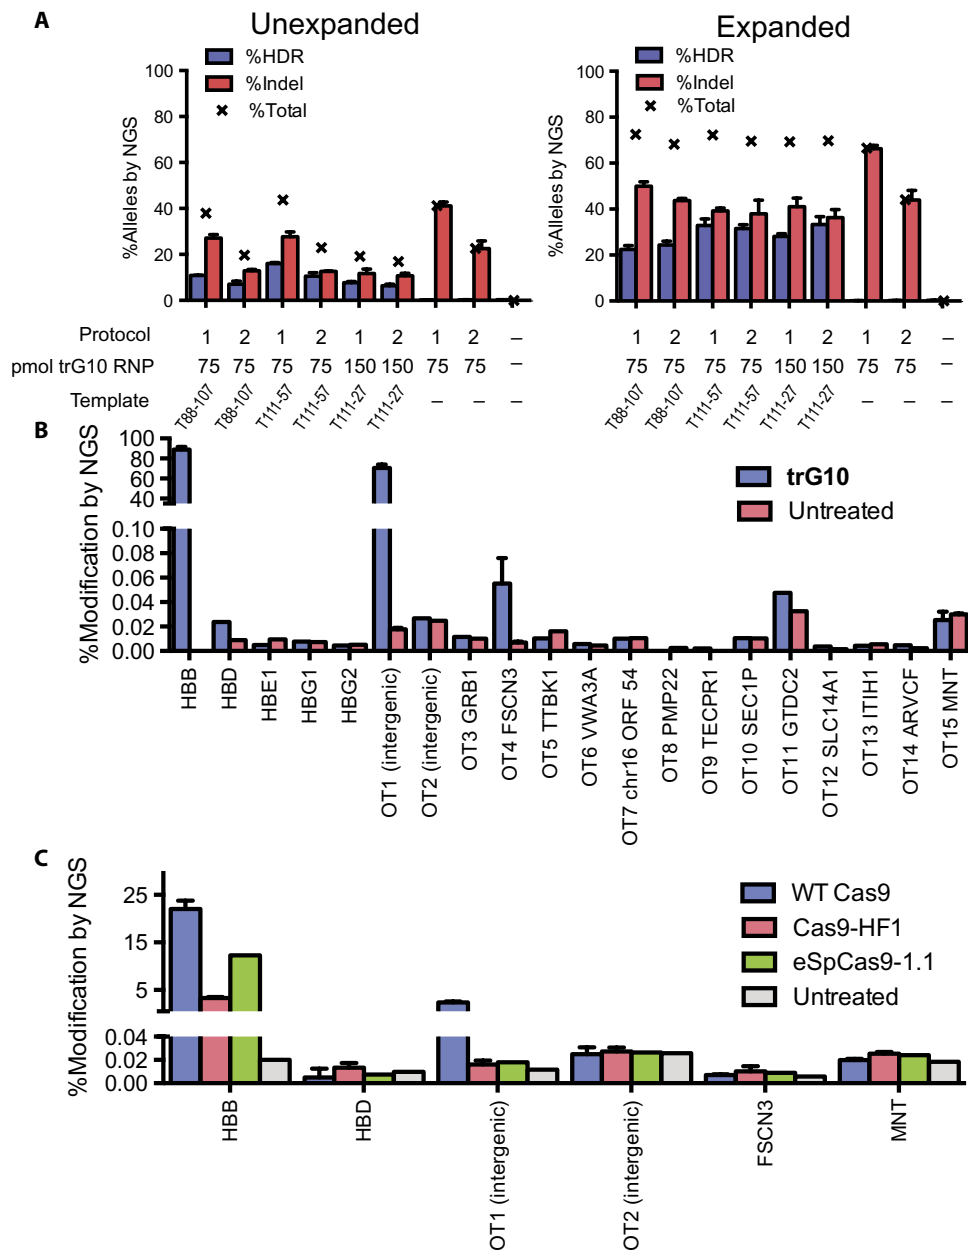 A
Unexpanded
Expanded
%HDR
%Indel
%Total
%HDR
%Indel
%Total
%Alleles by NGS
100
80
60
40
20
0
%Alleles by NGS
100
80
60
40
20
0
Protocol 1 2 1 2 1 2 1 2 – 1 2 1 2 1 2 1 2 –
pmol trG10 RNP 75 75 75 75 150 150 75 75 – 75 75 75 75 150 150 75 75 –
Template T88-107 T88-107 T111-57 T111-57 T111-27 T111-27 – – – T88-107 T88-107 T111-57 T111-57 T111-27 T111-27 – – –
B
%Modification by NGS
100
80
60
40
0.10
0.08
0.06
0.04
0.02
0.00
trG10
Untreated
HBB
HBD
HBE1
HBG1
HBG2
OT1 (intergenic)
OT2 (intergenic)
OT3 GRB1
OT4 FSCN3
OT5 TTBK1
OT6 VWA3A
OT7 chr16 ORF 54
OT8 PMP22
OT9 TECPR1
OT10 SEC1P
OT11 GTDC2
OT12 SLC14A1
OT13 ITIH1
OT14 ARVCF
OT15 MNT
C
%Modification by NGS
25
15
5
0.04
0.02
0.00
WT Cas9
Cas9-HF1
eSpCas9-1.1
Untreated
HBB
HBD
OT1 (intergenic)
OT2 (intergenic)
FSCN3
MNT